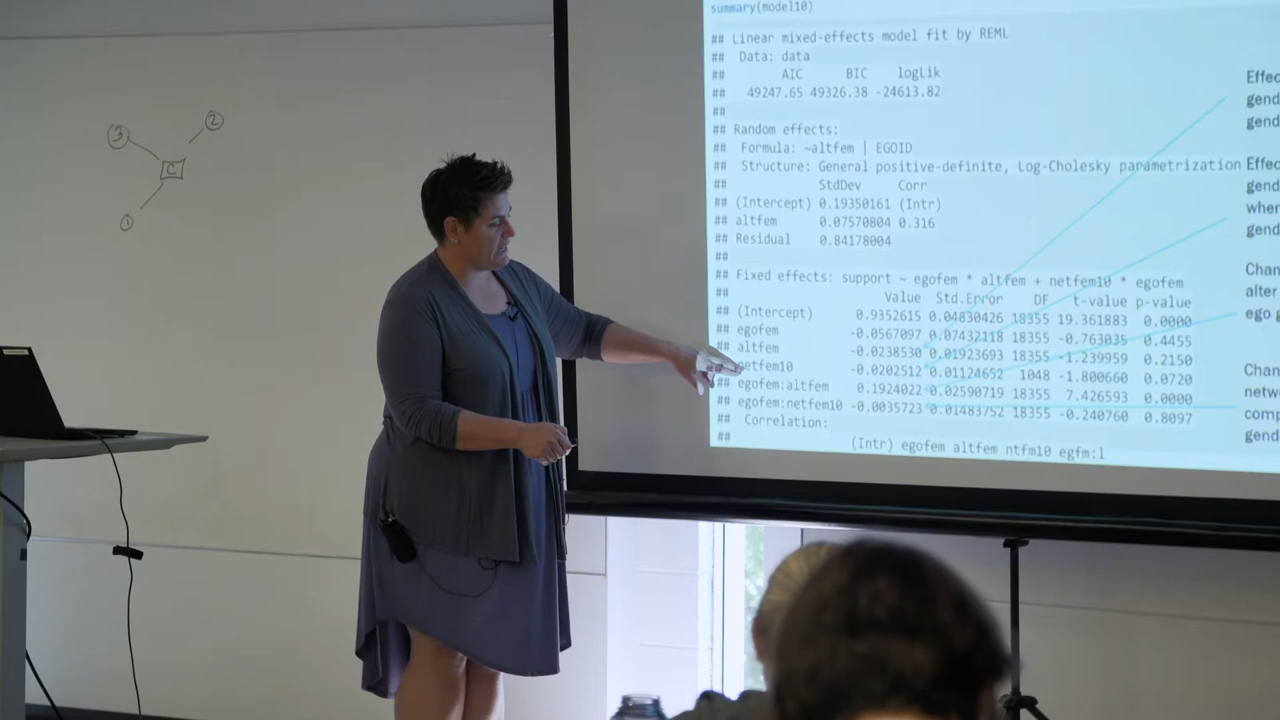 summary(model10)
## Linear mixed-effects model fit by REML
## Data: data
## AIC BIC logLik
## 49247.65 49326.38 -24613.82
##
## Random effects:
## Formula: ~altfem | EGOID
## Structure: General positive-definite, Log-Cholesky parametrization
## StdDev Corr
## (Intercept) 0.19350161 (Intr)
## altfem 0.07570804 0.316
## Residual 0.84178004
##
## Fixed effects: support ~ egofem * altfem + netfem10 * egofem
## Value Std.Error DF t-value p-value
## (Intercept) 0.9352615 0.04830426 18355 19.361883 0.0000
## egofem -0.0567097 0.07432118 18355 -0.763035 0.4455
## altfem -0.0238530 0.01923693 18355 -1.239959 0.2150
netfem10 -0.0202512 0.01124652 1048 -1.800660 0.0720
## egofem:altfem 0.1924022 0.02590719 18355 7.426593 0.0000
## egofem:netfem10 -0.0035723 0.01483752 18355 -0.240760 0.8097
## Correlation:
## (Intr) egofem altfem ntfm10 egfm:l
Effec
gend
gend
Effec
gend
when
gend
Chan
alter
ego g
Chan
netw
comp
gend
3
2
C
1